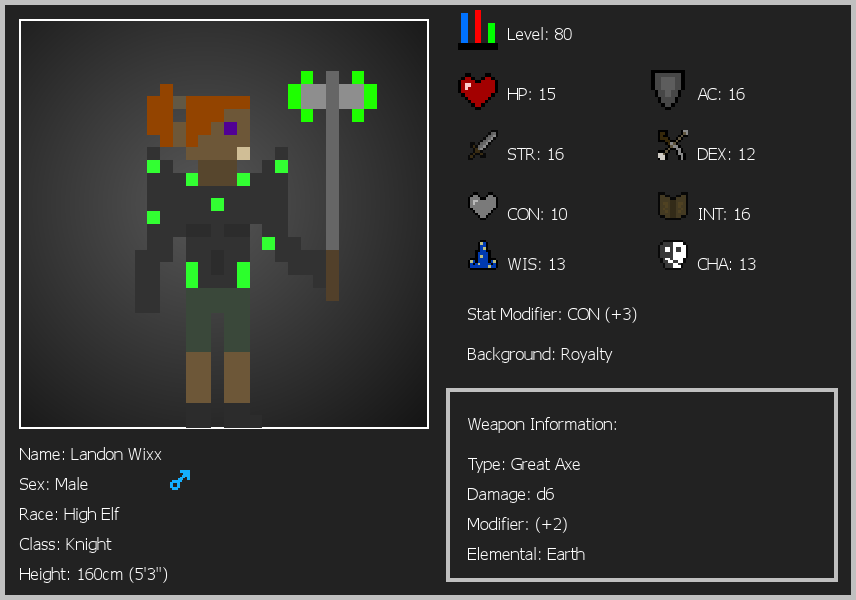 Level: 80
HP: 15
AC: 16
STR: 16
DEX: 12
CON: 10
INT: 16
WIS: 13
CHA: 13
Stat Modifier: CON (+3)
Background: Royalty
Weapon Information:
Type: Great Axe
Damage: d6
Modifier: (+2)
Elemental: Earth
Name: Landon Wixx
Sex: Male
Race: High Elf
Class: Knight
Height: 160cm (5'3")